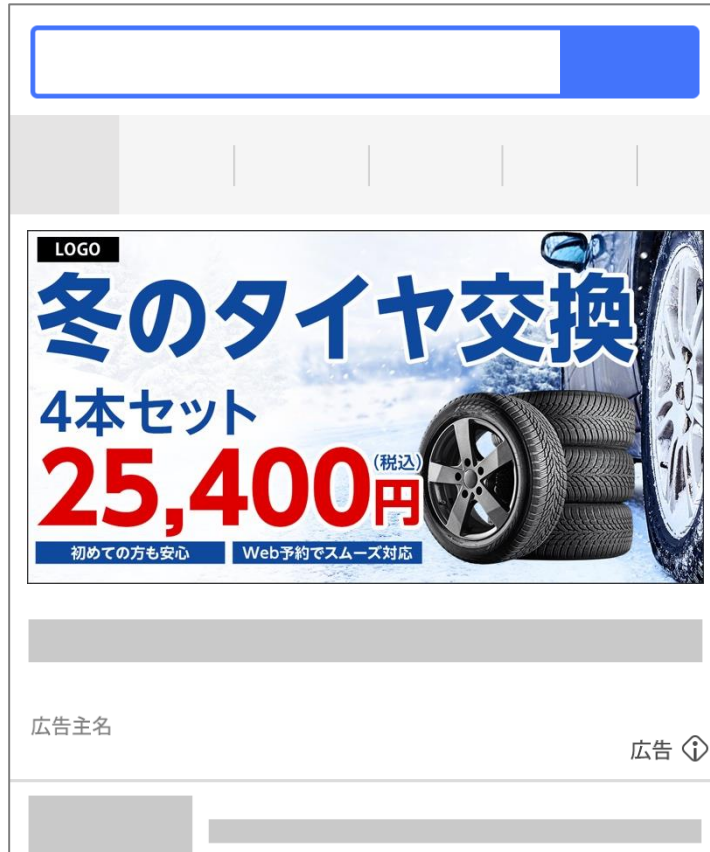 LOGO
冬のタイヤ交換
4本セット
25,400円(税込)
初めての方も安心
Web予約でスムーズ対応
広告主名
広告